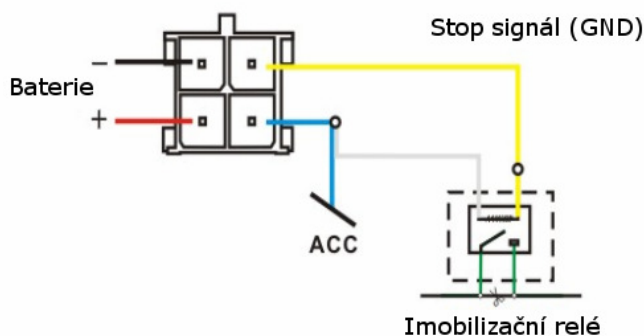 Stop signál (GND)
−
Baterie
+
ACC
Imobilizační relé